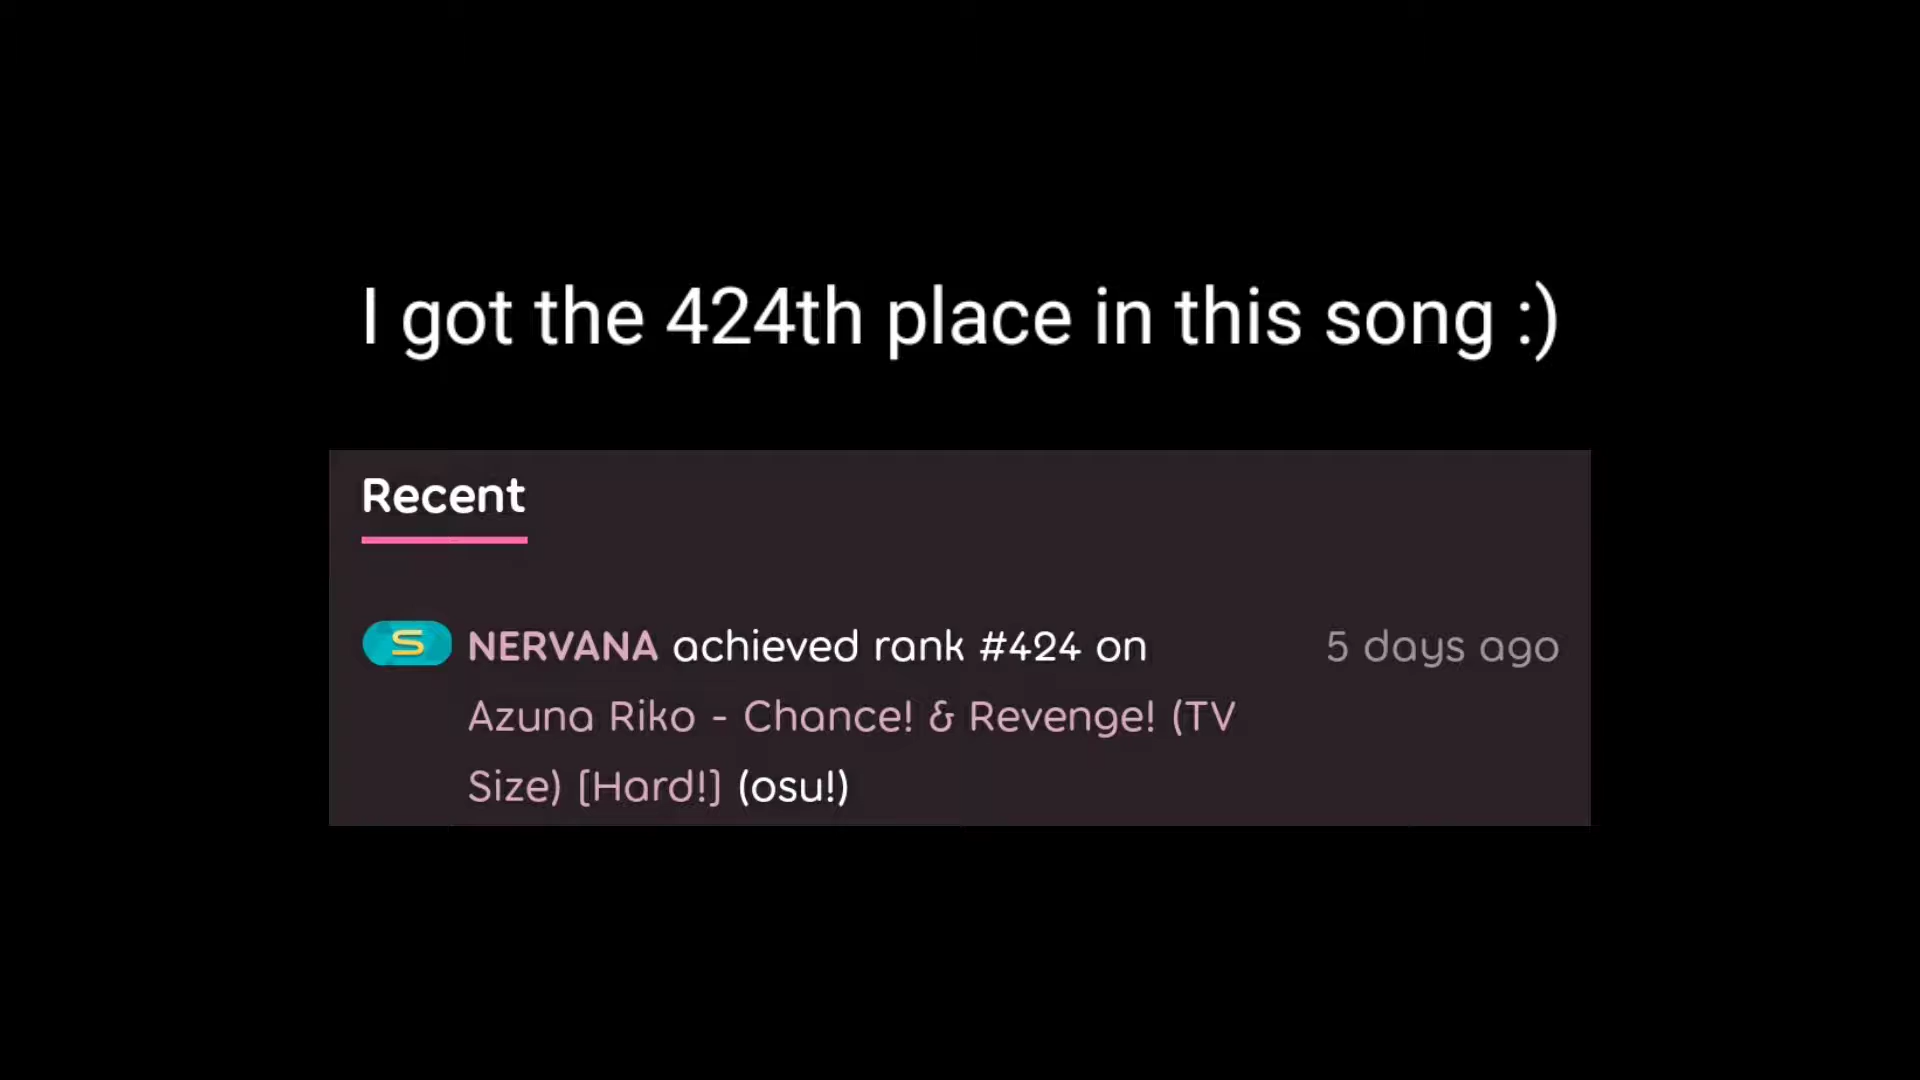 I got the 424th place in this song :)
Recent
S NERVANA achieved rank #424 on 5 days ago
Azuna Riko - Chance! & Revenge! (TV
Size) [Hard!] (osu!)